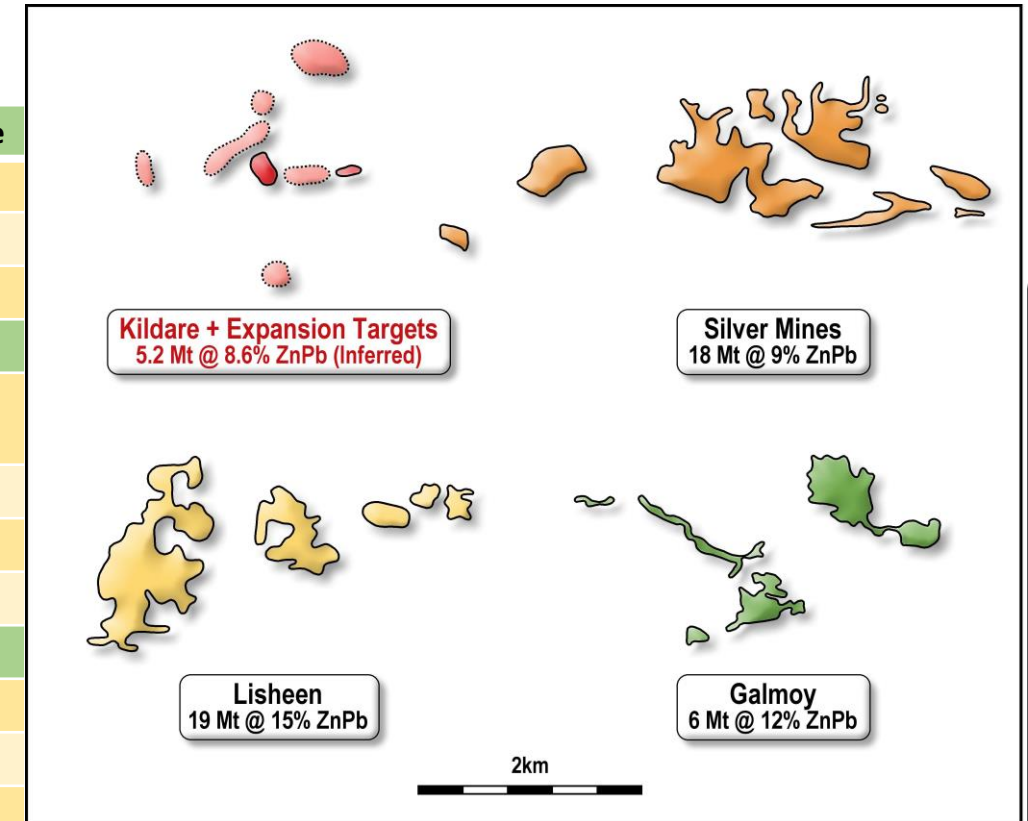 e
Kildare + Expansion Targets
5.2 Mt @ 8.6% ZnPb (Inferred)
Silver Mines
18 Mt @ 9% ZnPb
Lisheen
19 Mt @ 15% ZnPb
Galmoy
6 Mt @ 12% ZnPb
2km